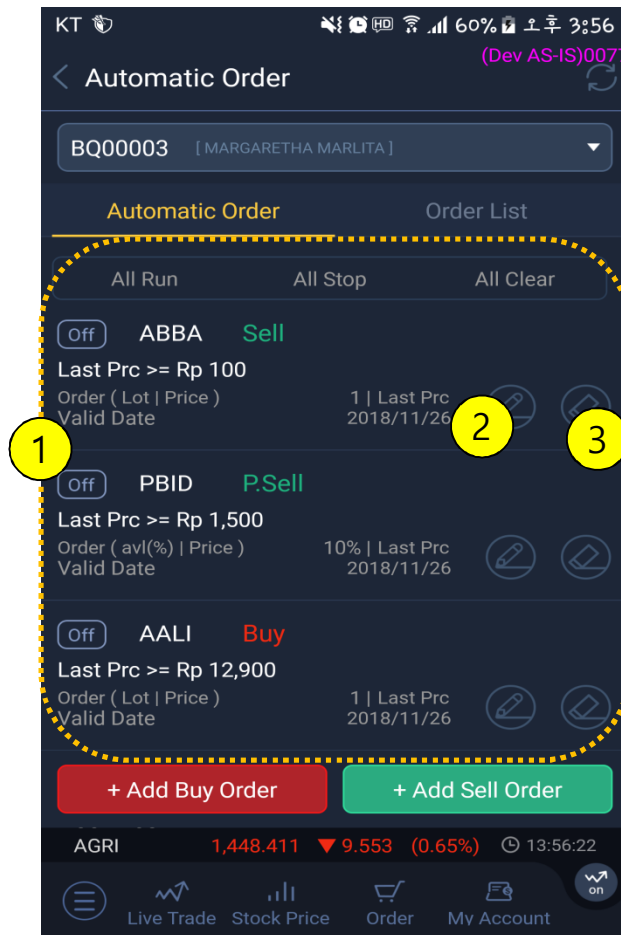 KT HD 60% 오후 3:56
(Dev AS-IS)007
Automatic Order
BQ00003 [ MARGARETHA MARLITA ]
Automatic Order Order List
All Run All Stop All Clear
Off ABBA Sell
Last Prc >= Rp 100
Order ( Lot | Price ) 1 | Last Prc
Valid Date 2018/11/26
1
2
3
Off PBID P.Sell
Last Prc >= Rp 1,500
Order ( avl(%) | Price ) 10% | Last Prc
Valid Date 2018/11/26
Off AALI Buy
Last Prc >= Rp 12,900
Order ( Lot | Price ) 1 | Last Prc
Valid Date 2018/11/26
+ Add Buy Order + Add Sell Order
AGRI 1,448.411 ▼ 9.553 (0.65%) 13:56:22
on
Live Trade Stock Price Order My Account